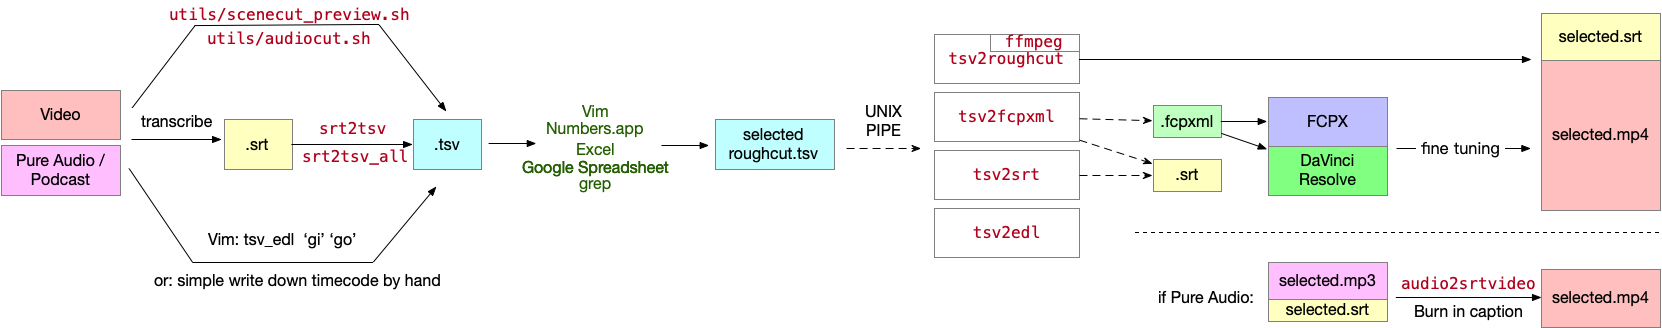 utils/scenecut_preview.sh
utils/audiocut.sh
Video
Pure Audio /
Podcast
transcribe
.srt
srt2tsv
srt2tsv_all
.tsv
Vim: tsv_edl ‘gi’ ‘go’
or: simple write down timecode by hand
Vim
Numbers.app
Excel
Google Spreadsheet
grep
selected
roughcut.tsv
UNIX
PIPE
ffmpeg
tsv2roughcut
tsv2fcpxml
tsv2srt
tsv2edl
.fcpxml
.srt
FCPX
DaVinci
Resolve
fine tuning
selected.srt
selected.mp4
if Pure Audio:
selected.mp3
selected.srt
audio2srtvideo
Burn in caption
selected.mp4